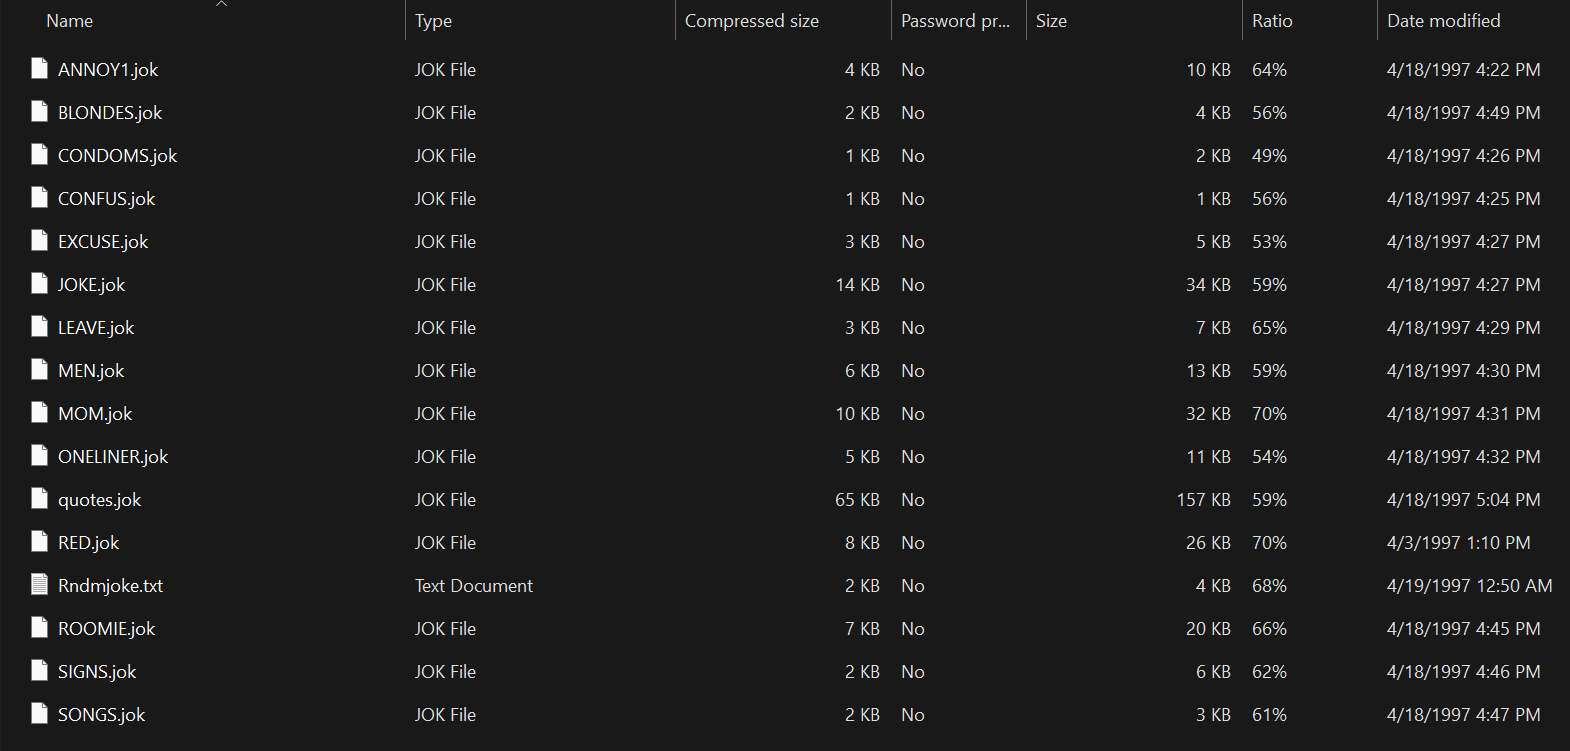 Name Type Compressed size Password pr... Size Ratio Date modified
ANNOY1.jok JOK File 4 KB No 10 KB 64% 4/18/1997 4:22 PM
BLONDES.jok JOK File 2 KB No 4 KB 56% 4/18/1997 4:49 PM
CONDOMS.jok JOK File 1 KB No 2 KB 49% 4/18/1997 4:26 PM
CONFUS.jok JOK File 1 KB No 1 KB 56% 4/18/1997 4:25 PM
EXCUSE.jok JOK File 3 KB No 5 KB 53% 4/18/1997 4:27 PM
JOKE.jok JOK File 14 KB No 34 KB 59% 4/18/1997 4:27 PM
LEAVE.jok JOK File 3 KB No 7 KB 65% 4/18/1997 4:29 PM
MEN.jok JOK File 6 KB No 13 KB 59% 4/18/1997 4:30 PM
MOM.jok JOK File 10 KB No 32 KB 70% 4/18/1997 4:31 PM
ONELINER.jok JOK File 5 KB No 11 KB 54% 4/18/1997 4:32 PM
quotes.jok JOK File 65 KB No 157 KB 59% 4/18/1997 5:04 PM
RED.jok JOK File 8 KB No 26 KB 70% 4/3/1997 1:10 PM
Rndmjoke.txt Text Document 2 KB No 4 KB 68% 4/19/1997 12:50 AM
ROOMIE.jok JOK File 7 KB No 20 KB 66% 4/18/1997 4:45 PM
SIGNS.jok JOK File 2 KB No 6 KB 62% 4/18/1997 4:46 PM
SONGS.jok JOK File 2 KB No 3 KB 61% 4/18/1997 4:47 PM